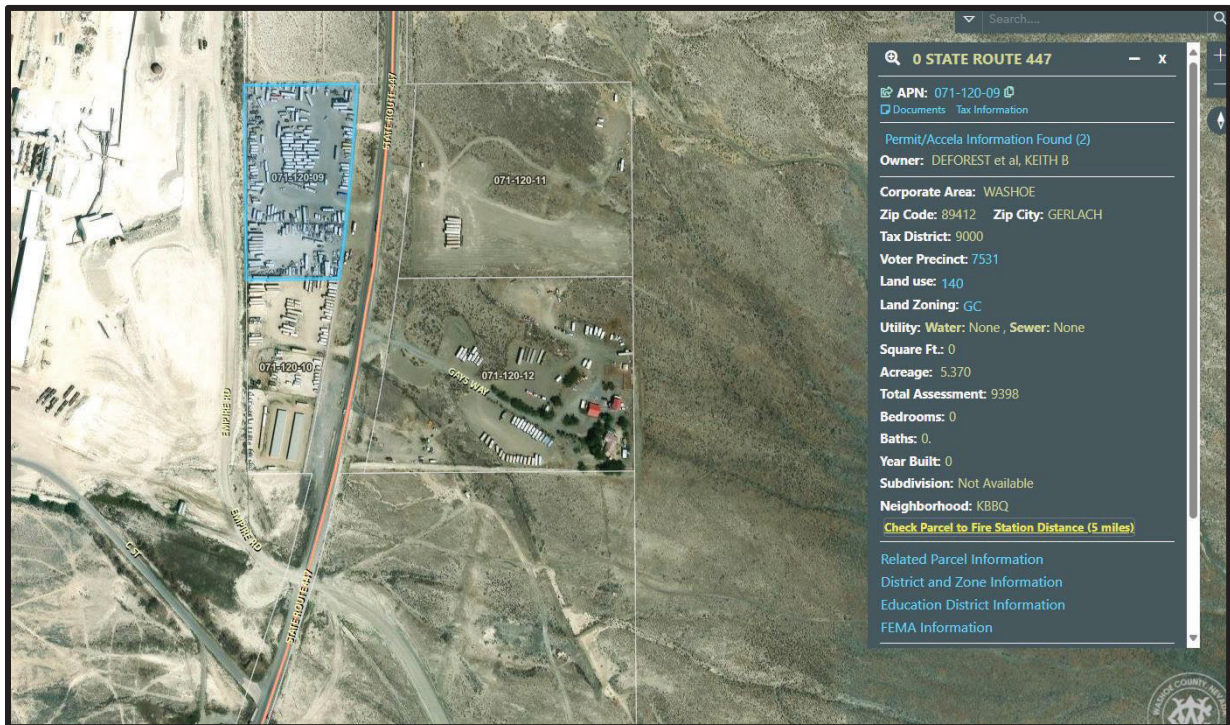 Search....
0 STATE ROUTE 447
APN: 071-120-09
Documents Tax Information
Permit/Accela Information Found (2)
Owner: DEFOREST et al, KEITH B
Corporate Area: WASHOE
Zip Code: 89412 Zip City: GERLACH
Tax District: 9000
Voter Precinct: 7531
Land use: 140
Land Zoning: GC
Utility: Water: None , Sewer: None
Square Ft.: 0
Acreage: 5.370
Total Assessment: 9398
Bedrooms: 0
Baths: 0.
Year Built: 0
Subdivision: Not Available
Neighborhood: KBBQ
Check Parcel to Fire Station Distance (5 miles)
Related Parcel Information
District and Zone Information
Education District Information
FEMA Information
STATE ROUTE 447
071-120-09
071-120-11
071-120-10
071-120-12
GAYS WAY
EMPIRE RD
EMPIRE RD
C ST
STATE ROUTE 447
WASHOE COUNTY, NE